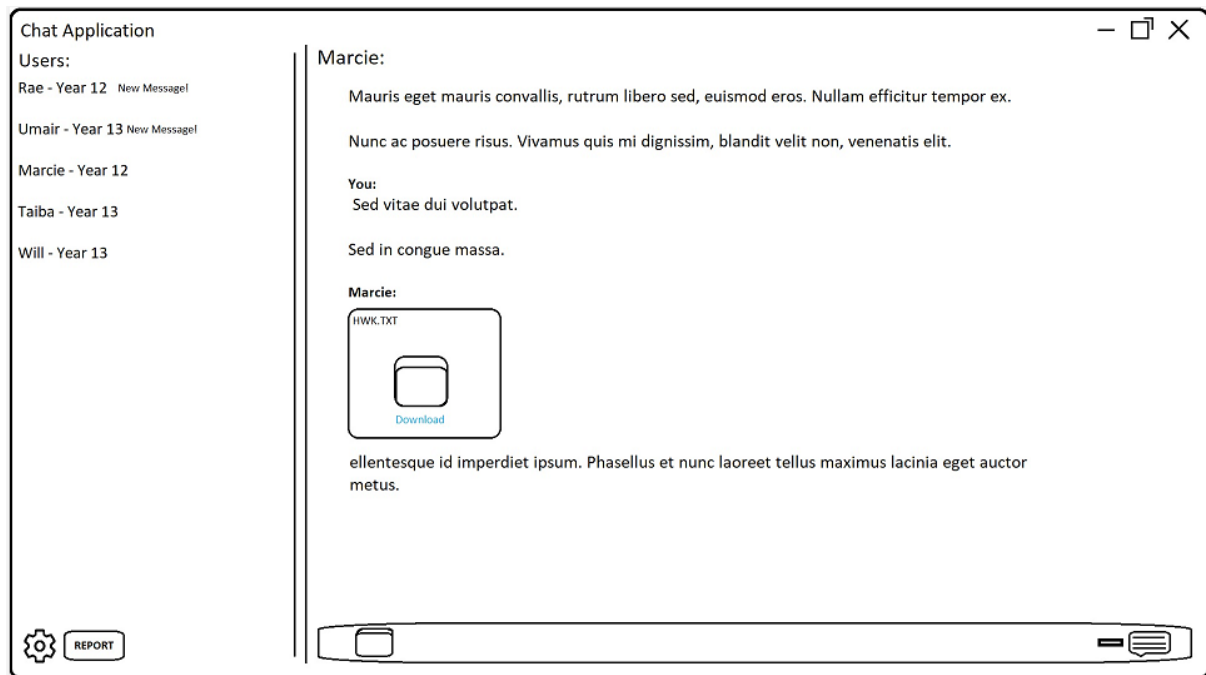 Chat Application
Users:
Rae - Year 12 New Message!
Umair - Year 13 New Message!
Marcie - Year 12
Taiba - Year 13
Will - Year 13
REPORT
Marcie:
Mauris eget mauris convallis, rutrum libero sed, euismod eros. Nullam efficitur tempor ex.
Nunc ac posuere risus. Vivamus quis mi dignissim, blandit velit non, venenatis elit.
You:
Sed vitae dui volutpat.
Sed in congue massa.
Marcie:
HWK.TXT
Download
ellentesque id imperdiet ipsum. Phasellus et nunc laoreet tellus maximus lacinia eget auctor
metus.